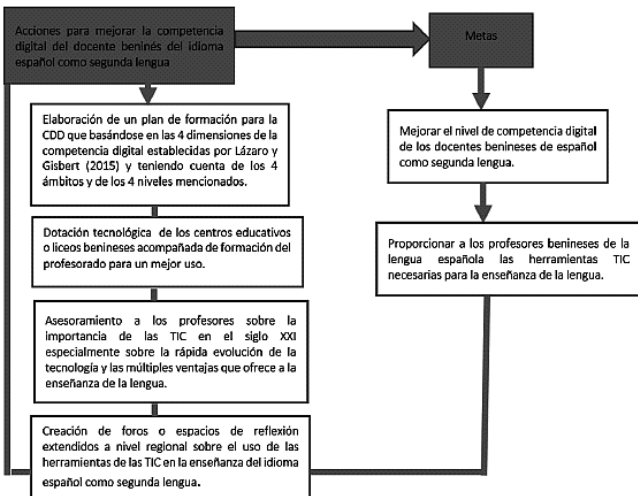 Acciones para mejorar la competencia
digital del docente beninés del idioma
español como segunda lengua
Metas
Elaboración de un plan de formación para la
CDD que basándose en las 4 dimensiones de la
competencia digital establecidas por Lázaro y
Gisbert (2015) y teniendo cuenta de los 4
ámbitos y de los 4 niveles mencionados.
Dotación tecnológica de los centros educativos
o liceos benineses acompañada de formación del
profesorado para un mejor uso.
Asesoramiento a los profesores sobre la
importancia de las TIC en el siglo XXI
especialmente sobre la rápida evolución de la
tecnología y las múltiples ventajas que ofrece a la
enseñanza de la lengua.
Creación de foros o espacios de reflexión
extendidos a nivel regional sobre el uso de las
herramientas de las TIC en la enseñanza del idioma
español como segunda lengua.
Mejorar el nivel de competencia digital
de los docentes benineses de español
como segunda lengua.
Proporcionar a los profesores benineses de la
lengua española las herramientas TIC
necesarias para la enseñanza de la lengua.